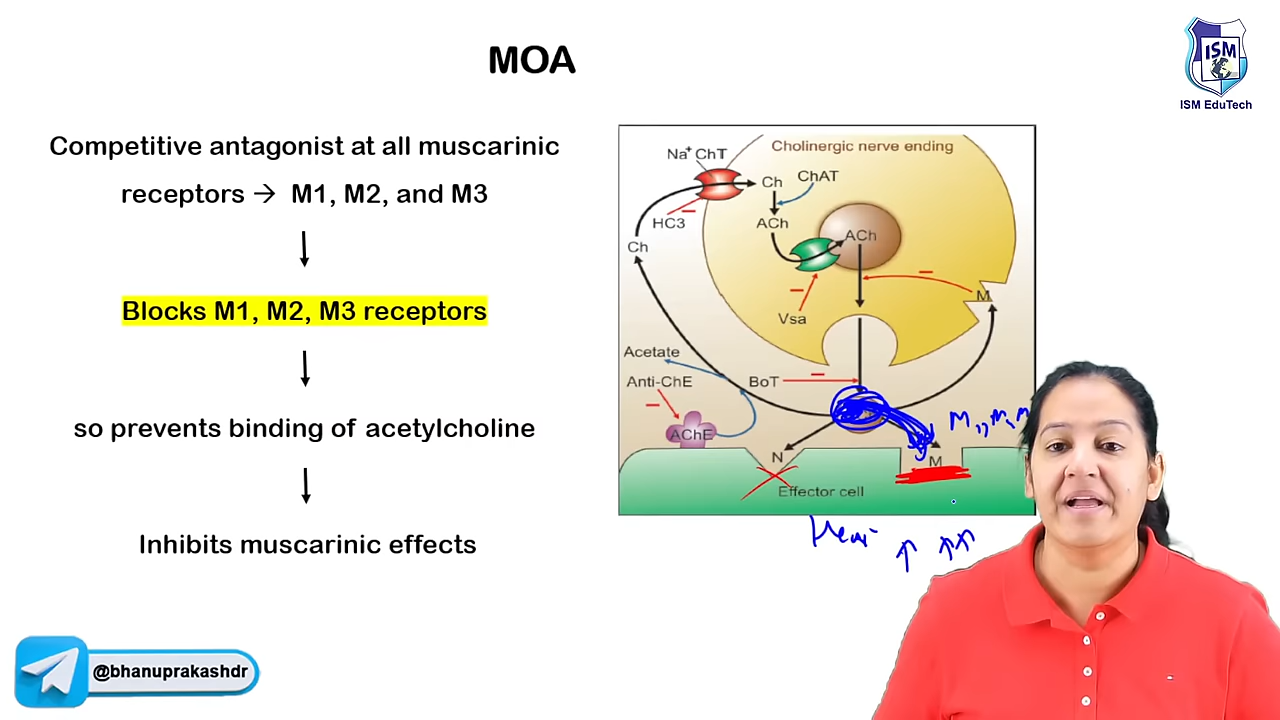 MOA
ISM
ISM EduTech
Competitive antagonist at all muscarinic
receptors → M1, M2, and M3
Blocks M1, M2, M3 receptors
so prevents binding of acetylcholine
Inhibits muscarinic effects
@bhanuprakashdr
Cholinergic nerve ending
Na⁺ ChT
Ch
ChAT
HC3
ACh
ACh
Ch
M
Vsa
Acetate
Anti-ChE
BoT
AChE
N
M
Effector cell